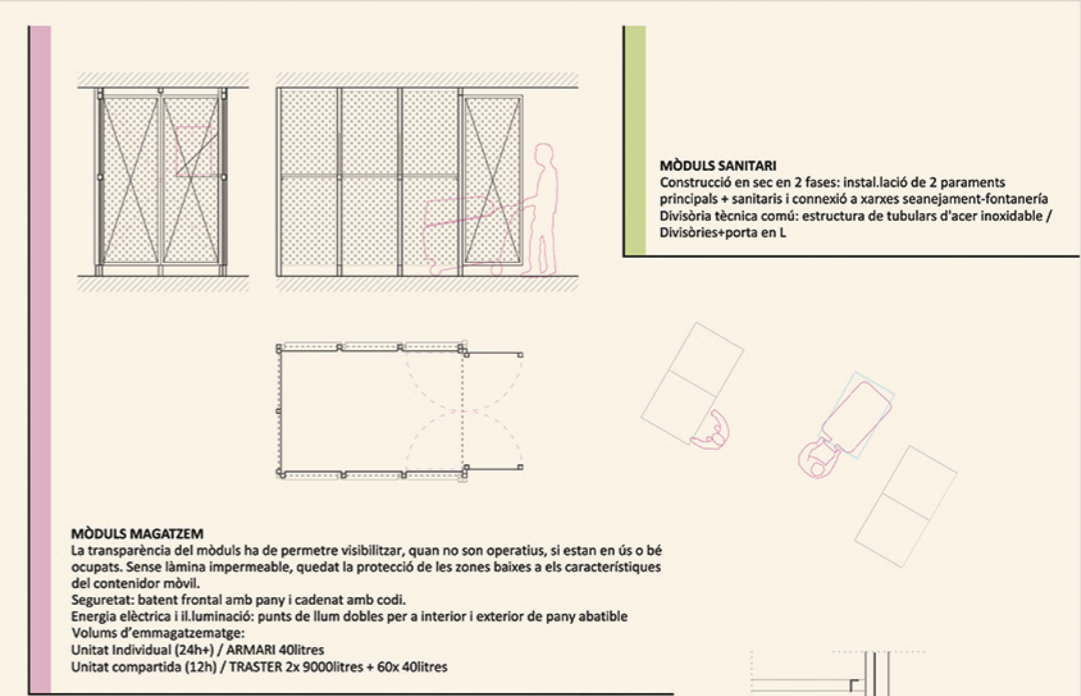 MÒDULS SANITARI
Construcció en sec en 2 fases: instal.lació de 2 paraments
principals + sanitaris i connexió a xarxes seanejament-fontanería
Divisòria tècnica comú: estructura de tubulars d'acer inoxidable /
Divisòries+porta en L
MÒDULS MAGATZEM
La transparència del mòduls ha de permetre visibilitzar, quan no son operatius, si estan en ús o bé
ocupats. Sense làmina impermeable, quedat la protecció de les zones baixes a els característiques
del contenidor mòvil.
Seguretat: batent frontal amb pany i cadenat amb codi.
Energia elèctrica i il.luminació: punts de llum dobles per a interior i exterior de pany abatible
Volums d'emmagatzematge:
Unitat Individual (24h+) / ARMARI 40litres
Unitat compartida (12h) / TRASTER 2x 9000litres + 60x 40litres